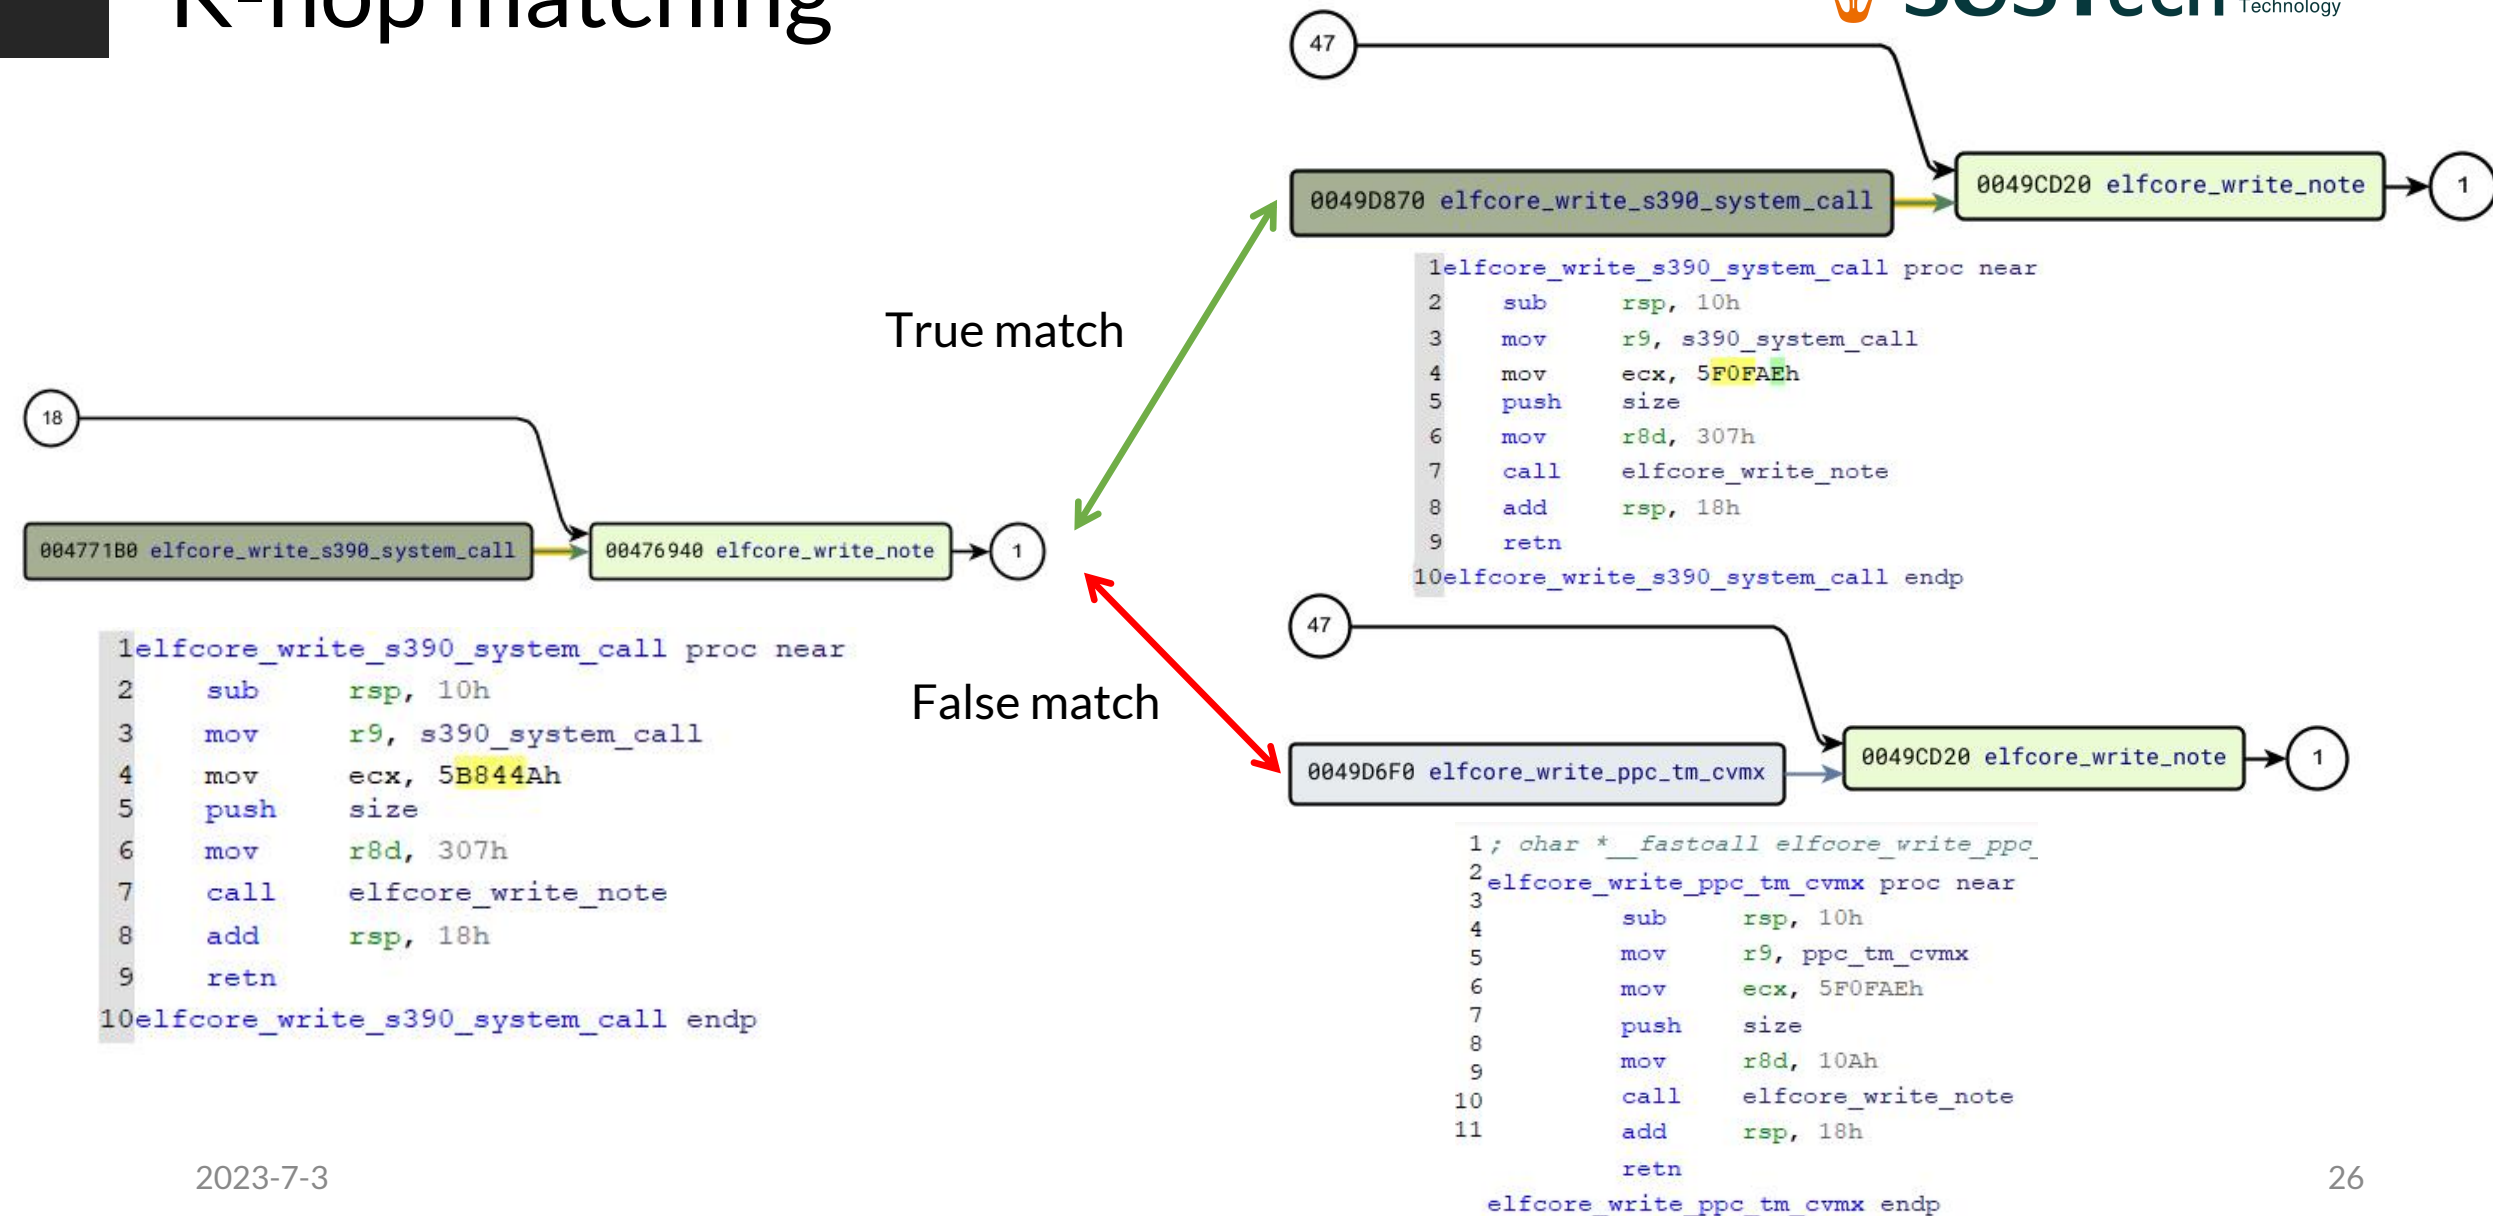 K-hop matching
SUSTech
Technology
47
0049D870 elfcore_write_s390_system_call
0049CD20 elfcore_write_note
1
1elfcore_write_s390_system_call proc near
2 sub rsp, 10h
3 mov r9, s390_system_call
4 mov ecx, 5F0FAEh
5 push size
6 mov r8d, 307h
7 call elfcore_write_note
8 add rsp, 18h
9 retn
10elfcore_write_s390_system_call endp
True match
18
004771B0 elfcore_write_s390_system_call
00476940 elfcore_write_note
1
1elfcore_write_s390_system_call proc near
2 sub rsp, 10h
3 mov r9, s390_system_call
4 mov ecx, 5B844Ah
5 push size
6 mov r8d, 307h
7 call elfcore_write_note
8 add rsp, 18h
9 retn
10elfcore_write_s390_system_call endp
False match
47
0049D6F0 elfcore_write_ppc_tm_cvmx
0049CD20 elfcore_write_note
1
1 ; char *__fastcall elfcore_write_ppc_
2 elfcore_write_ppc_tm_cvmx proc near
3
4 sub rsp, 10h
5 mov r9, ppc_tm_cvmx
6 mov ecx, 5F0FAEh
7 push size
8 mov r8d, 10Ah
9
10 call elfcore_write_note
11 add rsp, 18h
retn
elfcore_write_ppc_tm_cvmx endp
2023-7-3
26